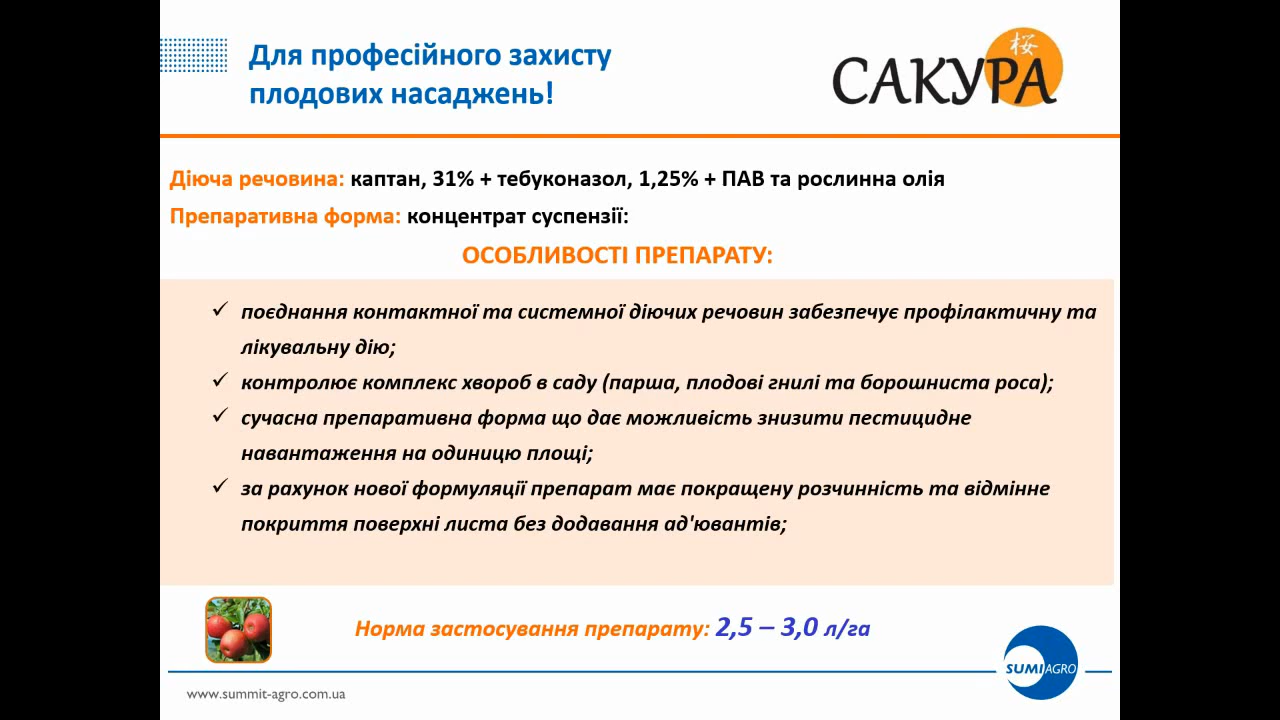 Для професійного захисту
плодових насаджень!
桜
САКУРА
Діюча речовина: каптан, 31% + тебуконазол, 1,25% + ПАВ та рослинна олія
Препаративна форма: концентрат суспензії:
ОСОБЛИВОСТІ ПРЕПАРАТУ:
✓ поєднання контактної та системної діючих речовин забезпечує профілактичну та
лікувальну дію;
✓ контролює комплекс хвороб в саду (парша, плодові гнилі та борошниста роса);
✓ сучасна препаративна форма що дає можливість знизити пестицидне
навантаження на одиницю площі;
✓ за рахунок нової формуляції препарат має покращену розчинність та відмінне
покриття поверхні листа без додавання ад'ювантів;
Норма застосування препарату: 2,5 – 3,0 л/га
SUMI AGRO
www.summit-agro.com.ua